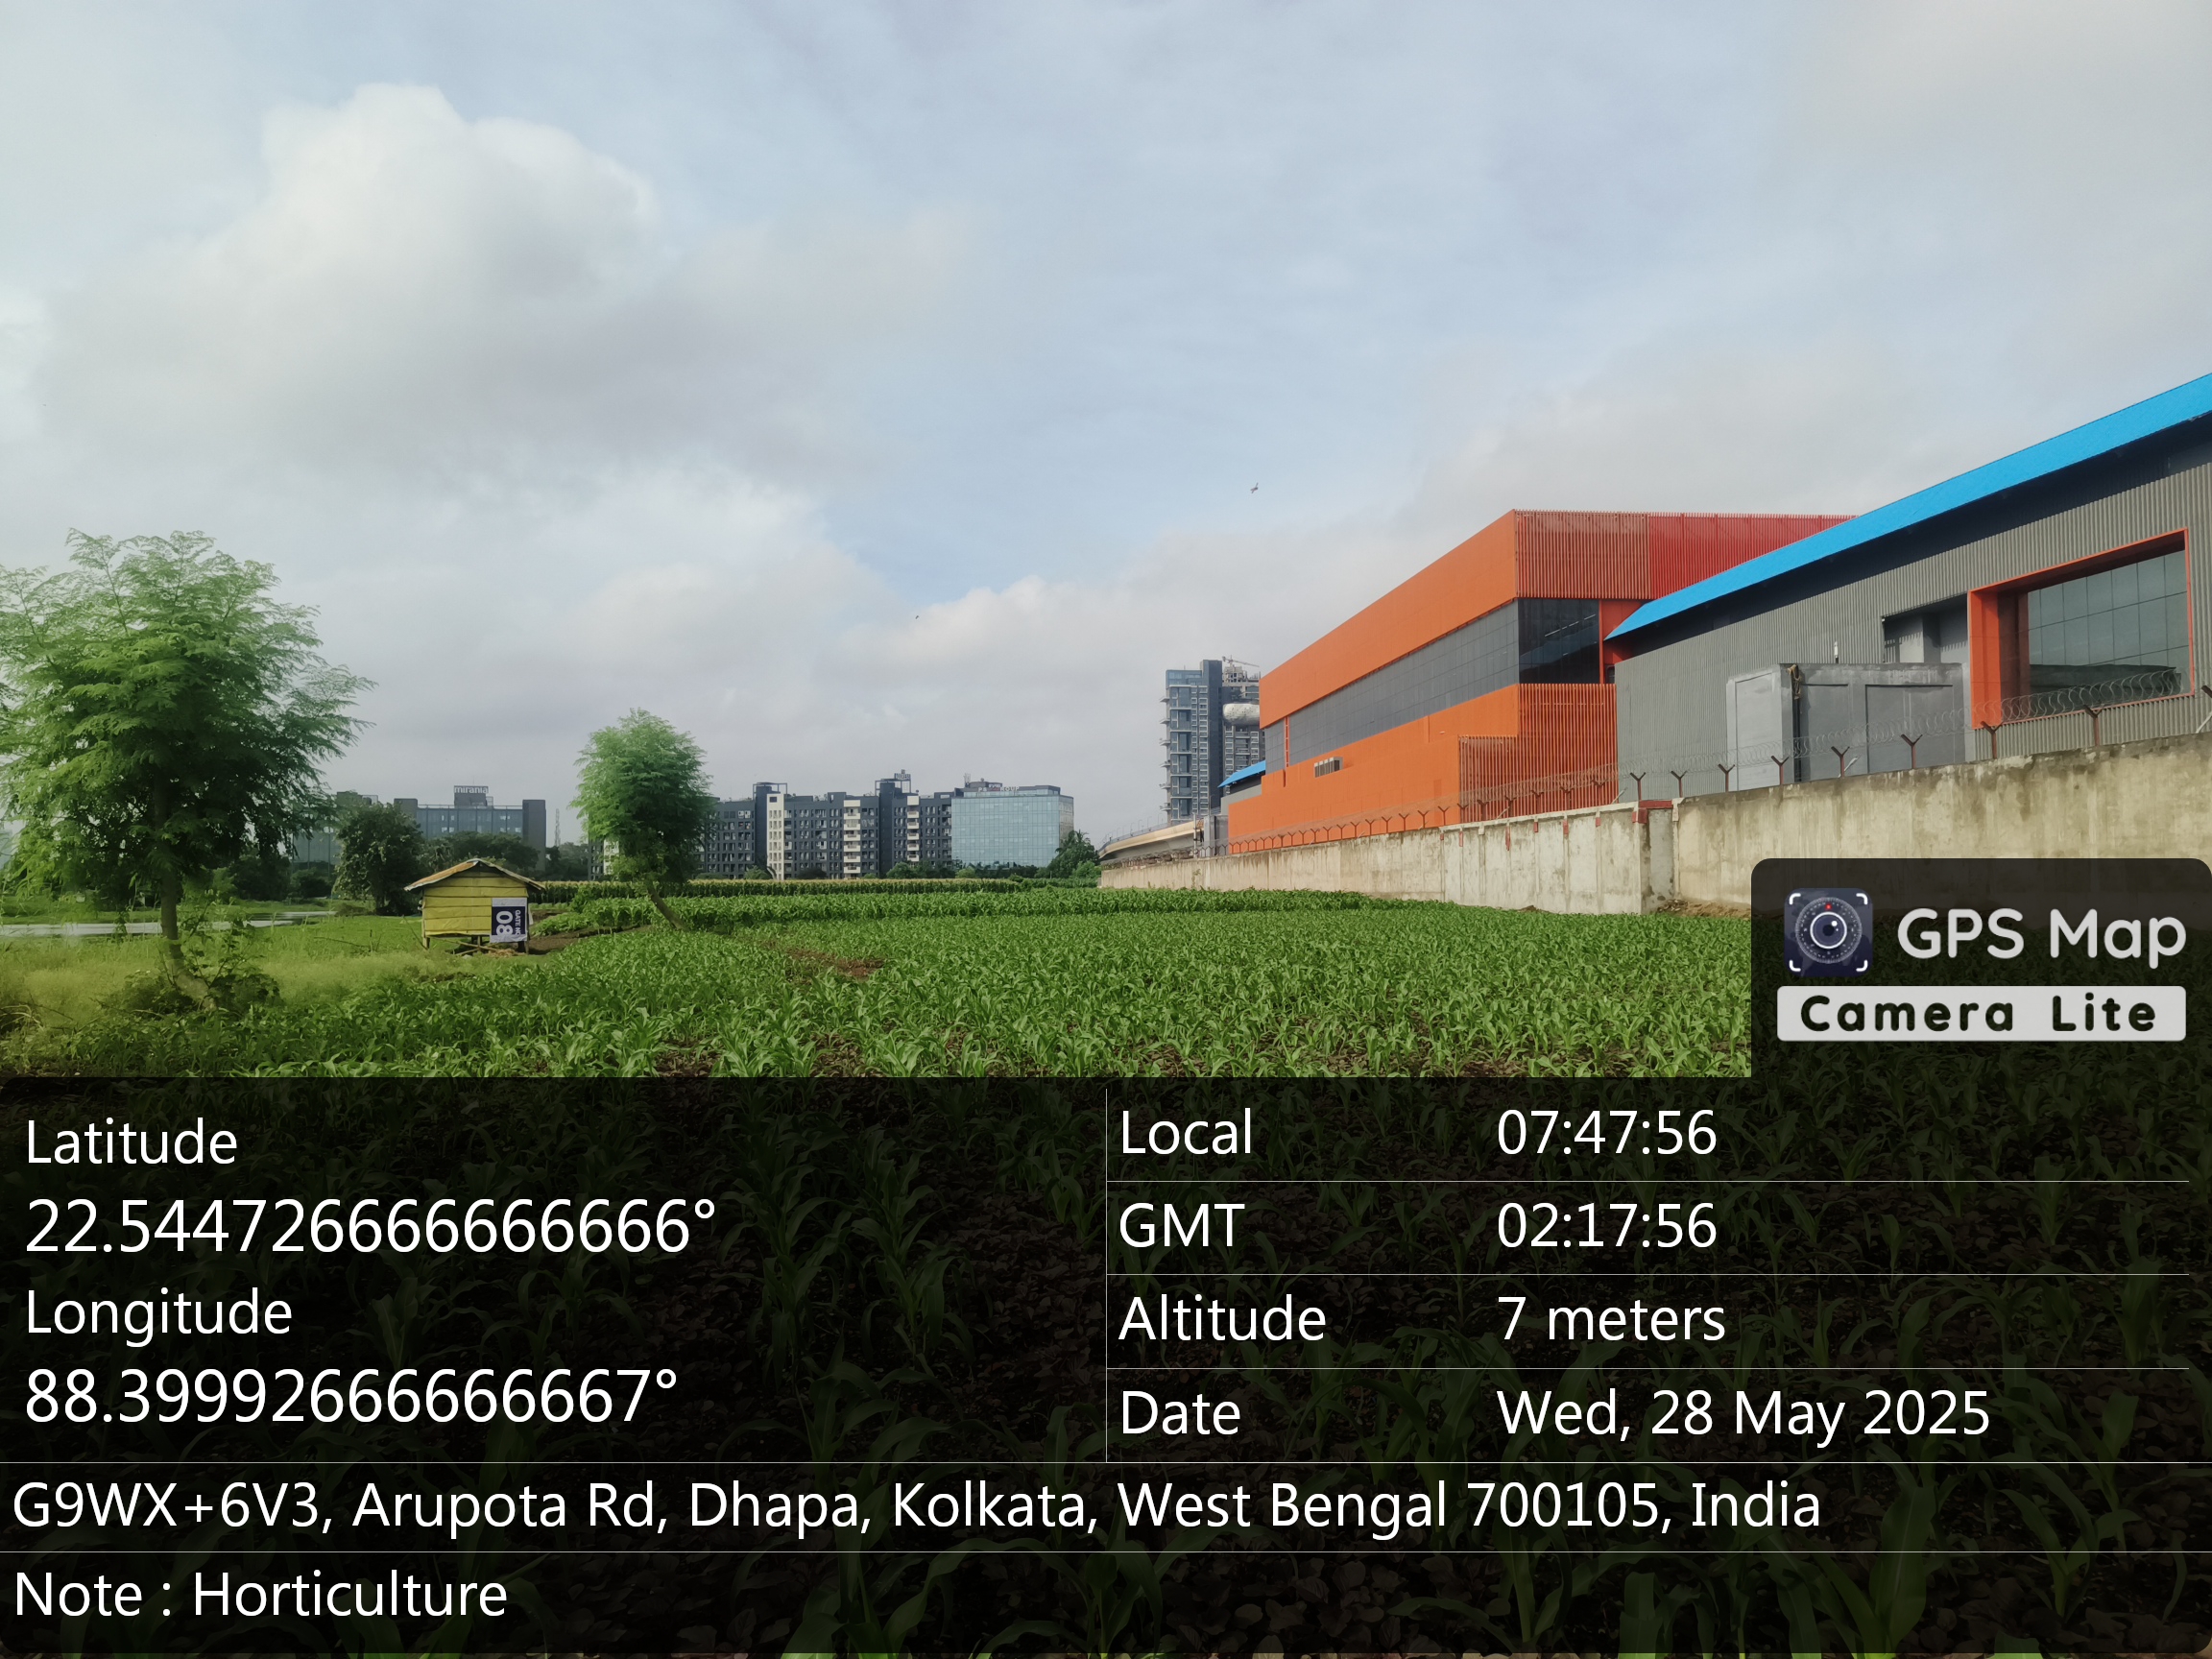 mirania
80
GPS Map
Camera Lite
Latitude
22.544726666666666°
Longitude
88.39992666666667°
Local 07:47:56
GMT 02:17:56
Altitude 7 meters
Date Wed, 28 May 2025
G9WX+6V3, Arupota Rd, Dhapa, Kolkata, West Bengal 700105, India
Note : Horticulture